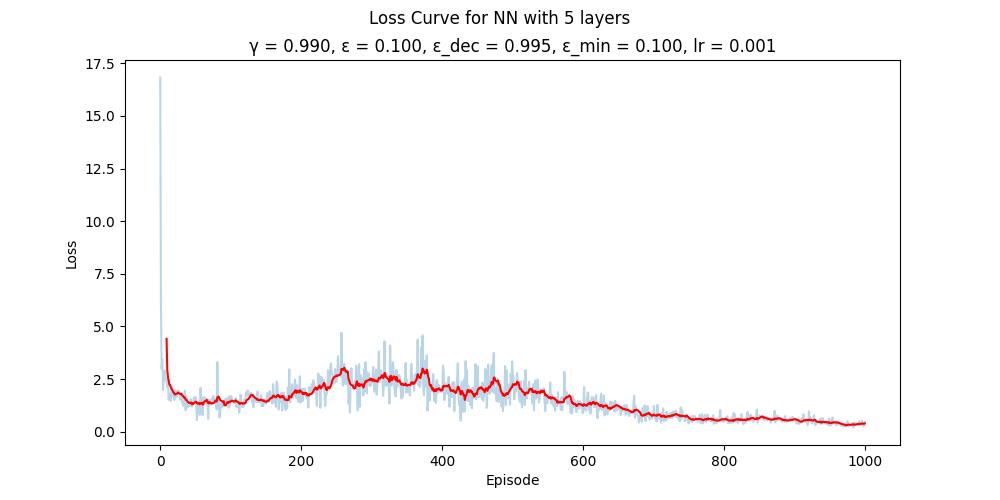 Loss Curve for NN with 5 layers
γ = 0.990, ε = 0.100, ε_dec = 0.995, ε_min = 0.100, lr = 0.001
17.5
15.0
12.5
10.0
7.5
5.0
2.5
0.0
Loss
0 200 400 600 800 1000
Episode